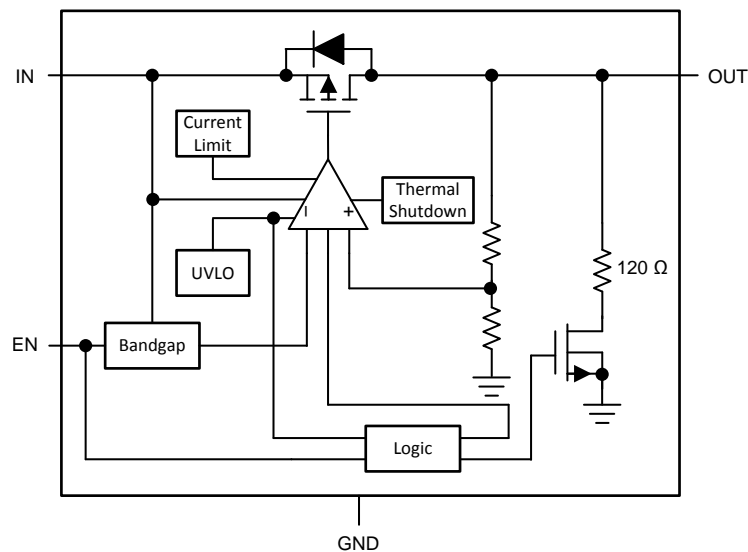 IN
OUT
Current
Limit
Thermal
Shutdown
–
+
UVLO
120 Ω
EN
Bandgap
Logic
GND